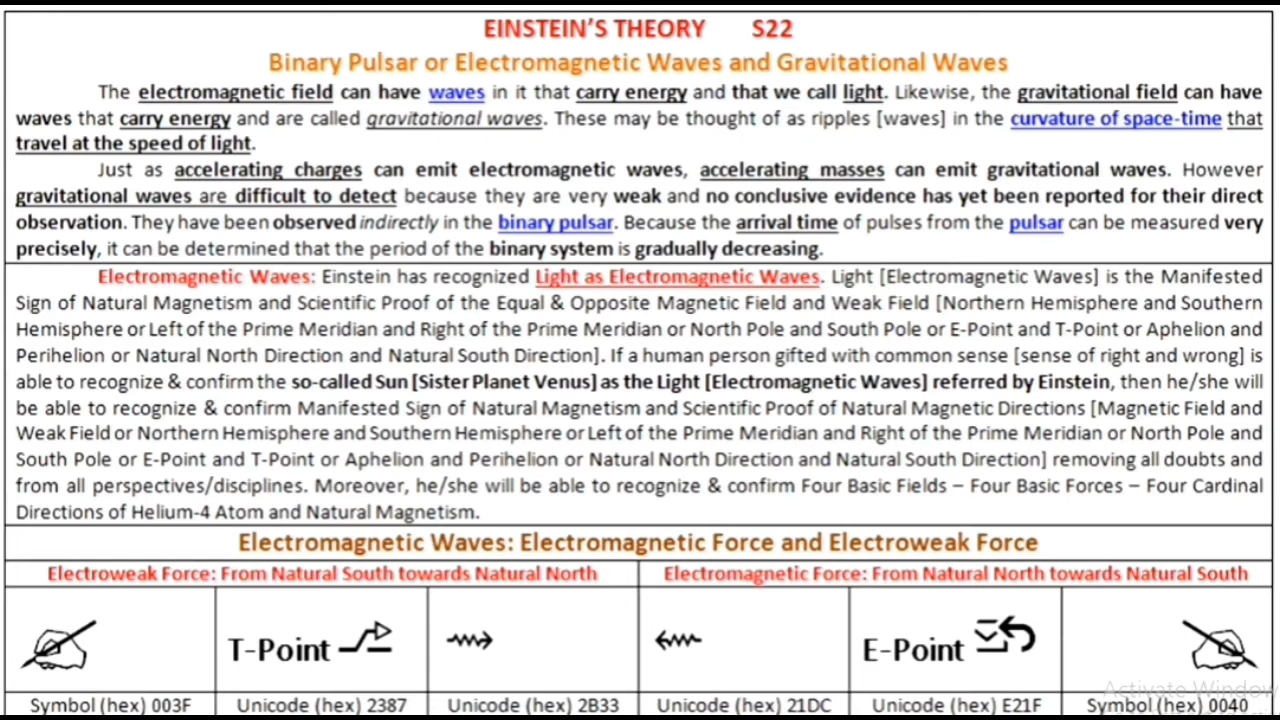 EINSTEIN'S THEORY S22
Binary Pulsar or Electromagnetic Waves and Gravitational Waves
The electromagnetic field can have waves in it that carry energy and that we call light. Likewise, the gravitational field can have
waves that carry energy and are called gravitational waves. These may be thought of as ripples [waves] in the curvature of space-time that
travel at the speed of light.
Just as accelerating charges can emit electromagnetic waves, accelerating masses can emit gravitational waves. However
gravitational waves are difficult to detect because they are very weak and no conclusive evidence has yet been reported for their direct
observation. They have been observed indirectly in the binary pulsar. Because the arrival time of pulses from the pulsar can be measured very
precisely, it can be determined that the period of the binary system is gradually decreasing.
Electromagnetic Waves: Einstein has recognized Light as Electromagnetic Waves. Light [Electromagnetic Waves] is the Manifested
Sign of Natural Magnetism and Scientific Proof of the Equal & Opposite Magnetic Field and Weak Field [Northern Hemisphere and Southern
Hemisphere or Left of the Prime Meridian and Right of the Prime Meridian or North Pole and South Pole or E-Point and T-Point or Aphelion and
Perihelion or Natural North Direction and Natural South Direction]. If a human person gifted with common sense [sense of right and wrong] is
able to recognize & confirm the so-called Sun [Sister Planet Venus] as the Light [Electromagnetic Waves] referred by Einstein, then he/she will
be able to recognize & confirm Manifested Sign of Natural Magnetism and Scientific Proof of Natural Magnetic Directions [Magnetic Field and
Weak Field or Northern Hemisphere and Southern Hemisphere or Left of the Prime Meridian and Right of the Prime Meridian or North Pole and
South Pole or E-Point and T-Point or Aphelion and Perihelion or Natural North Direction and Natural South Direction] removing all doubts and
from all perspectives/disciplines. Moreover, he/she will be able to recognize & confirm Four Basic Fields – Four Basic Forces – Four Cardinal
Directions of Helium-4 Atom and Natural Magnetism.
Electromagnetic Waves: Electromagnetic Force and Electroweak Force
Electroweak Force: From Natural South towards Natural North
Electromagnetic Force: From Natural North towards Natural South
T-Point
E-Point
Symbol (hex) 003F
Unicode (hex) 2387
Unicode (hex) 2B33
Unicode (hex) 21DC
Unicode (hex) E21F
Symbol (hex) 0040
Activate Window